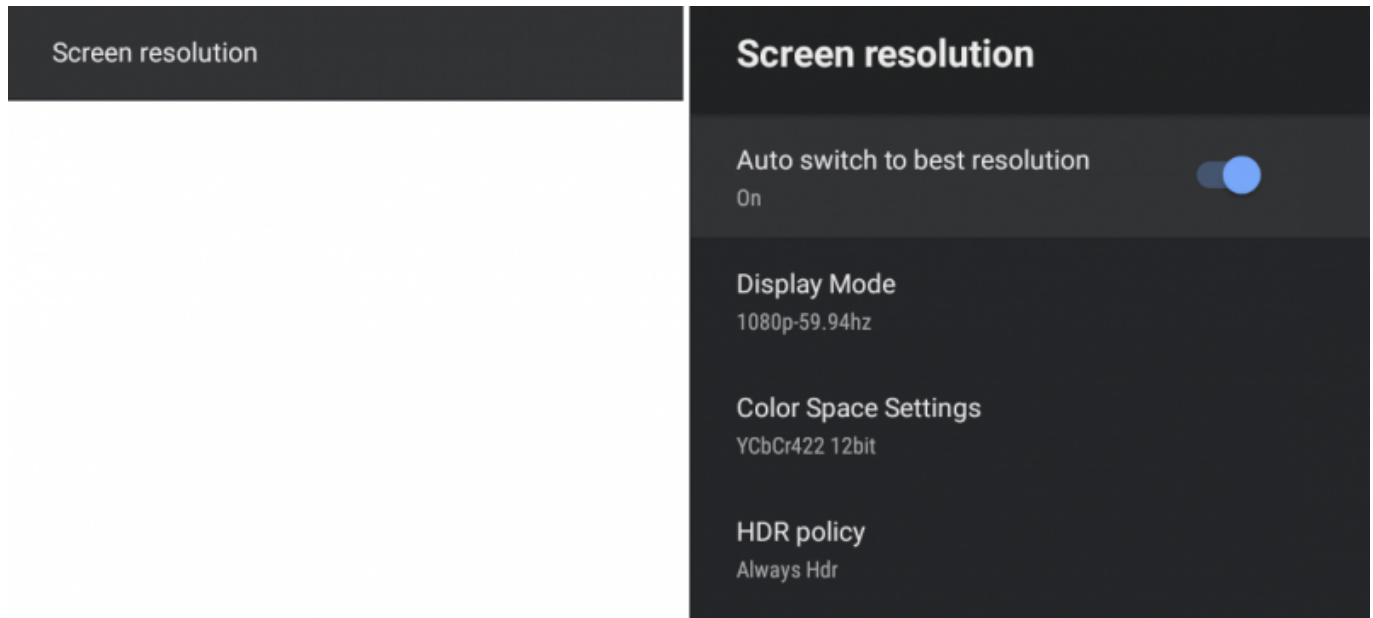 Screen resolution
Screen resolution
Auto switch to best resolution
On
Display Mode
1080p-59.94hz
Color Space Settings
YCbCr422 12bit
HDR policy
Always Hdr